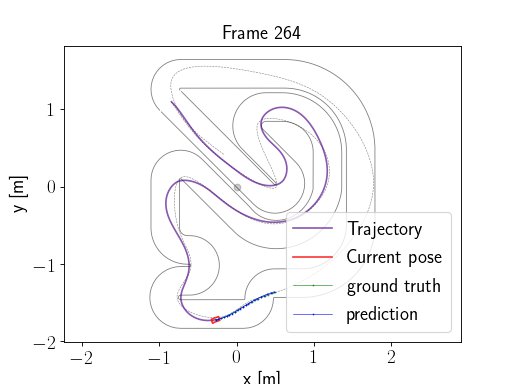 Frame 264
y [m]
1
0
−1
−2
−2
−1
0
1
2
x [m]
Trajectory
Current pose
ground truth
prediction